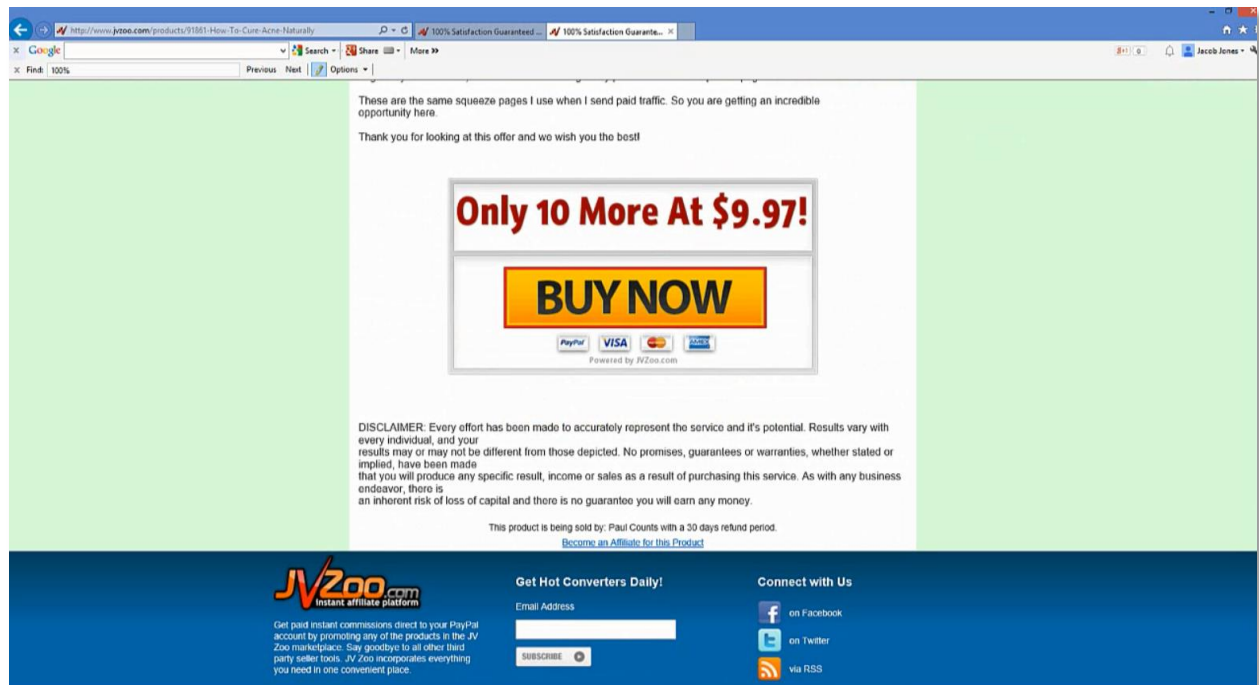 http://www.jvzoo.com/products/91861-How-To-Cure-Acne-Naturally
100% Satisfaction Guaranteed ...
100% Satisfaction Guarante...
Google
Search
Share
More »
0
Jacob Jones
Find: 100%
Previous Next
Options
These are the same squeeze pages I use when I send paid traffic. So you are getting an incredible
opportunity here.
Thank you for looking at this offer and we wish you the best!
Only 10 More At $9.97!
BUY NOW
PayPal VISA
Powered by JVZoo.com
DISCLAIMER: Every effort has been made to accurately represent the service and it's potential. Results vary with
every individual, and your
results may or may not be different from those depicted. No promises, guarantees or warranties, whether stated or
implied, have been made
that you will produce any specific result, income or sales as a result of purchasing this service. As with any business
endeavor, there is
an inherent risk of loss of capital and there is no guarantee you will earn any money.
This product is being sold by: Paul Counts with a 30 days refund period.
Become an Affiliate for this Product
JVZoo.com
instant affiliate platform
Get paid instant commissions direct to your PayPal
account by promoting any of the products in the JV
Zoo marketplace. Say goodbye to all other third
party seller tools. JV Zoo incorporates everything
you need in one convenient place.
Get Hot Converters Daily!
Email Address
SUBSCRIBE
Connect with Us
on Facebook
on Twitter
via RSS